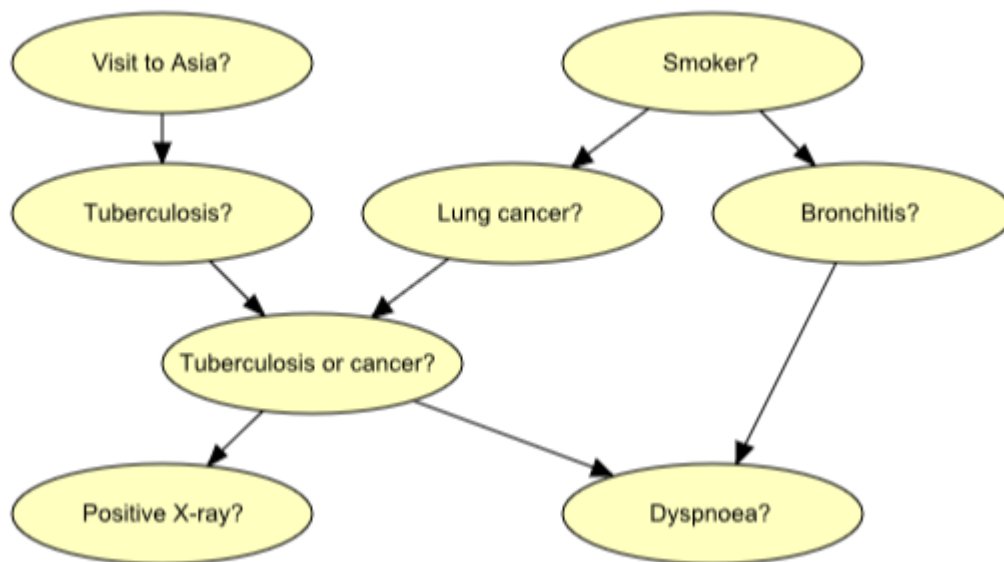 Visit to Asia?
Smoker?
Tuberculosis?
Lung cancer?
Bronchitis?
Tuberculosis or cancer?
Positive X-ray?
Dyspnoea?